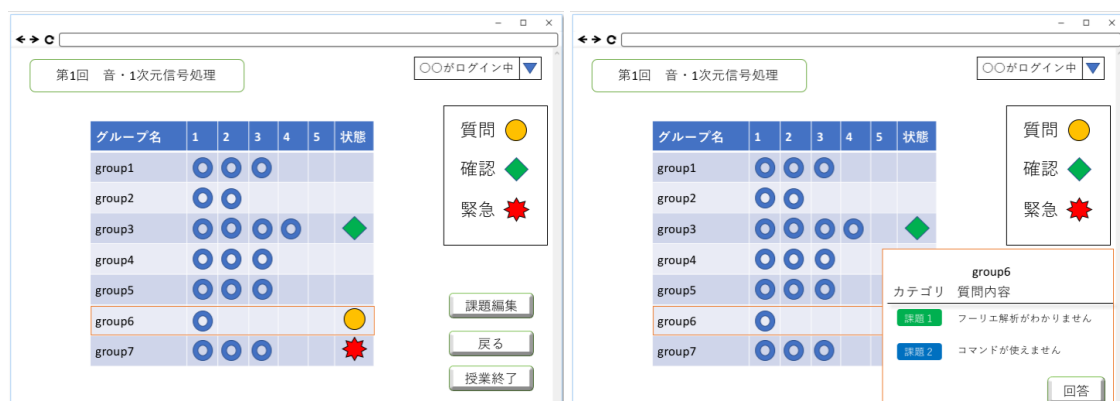 第1回 音・1次元信号処理
○○がログイン中
グループ名 1 2 3 4 5 状態
group1
group2
group3
group4
group5
group6
group7
質問
確認
緊急
課題編集
戻る
授業終了
第1回 音・1次元信号処理
○○がログイン中
グループ名 1 2 3 4 5 状態
group1
group2
group3
group4
group5
group6
group7
質問
確認
緊急
group6
カテゴリ 質問内容
課題1 フーリエ解析がわかりません
課題2 コマンドが使えません
回答